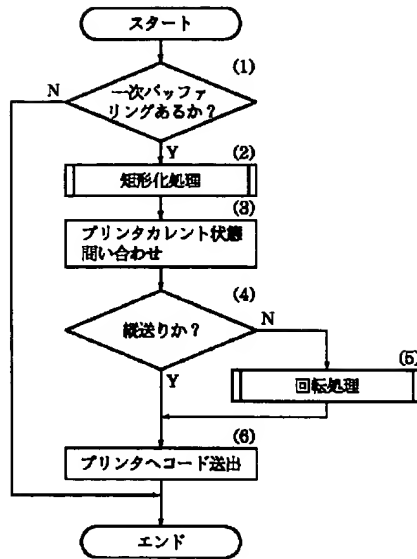 スタート
(1)
N
一次バッファ
リングあるか?
Y
(2)
矩形化処理
(3)
プリンタカレント状態
問い合わせ
(4)
縦送りか?
N
Y
(5)
回転処理
(6)
プリンタへコード送出
エンド